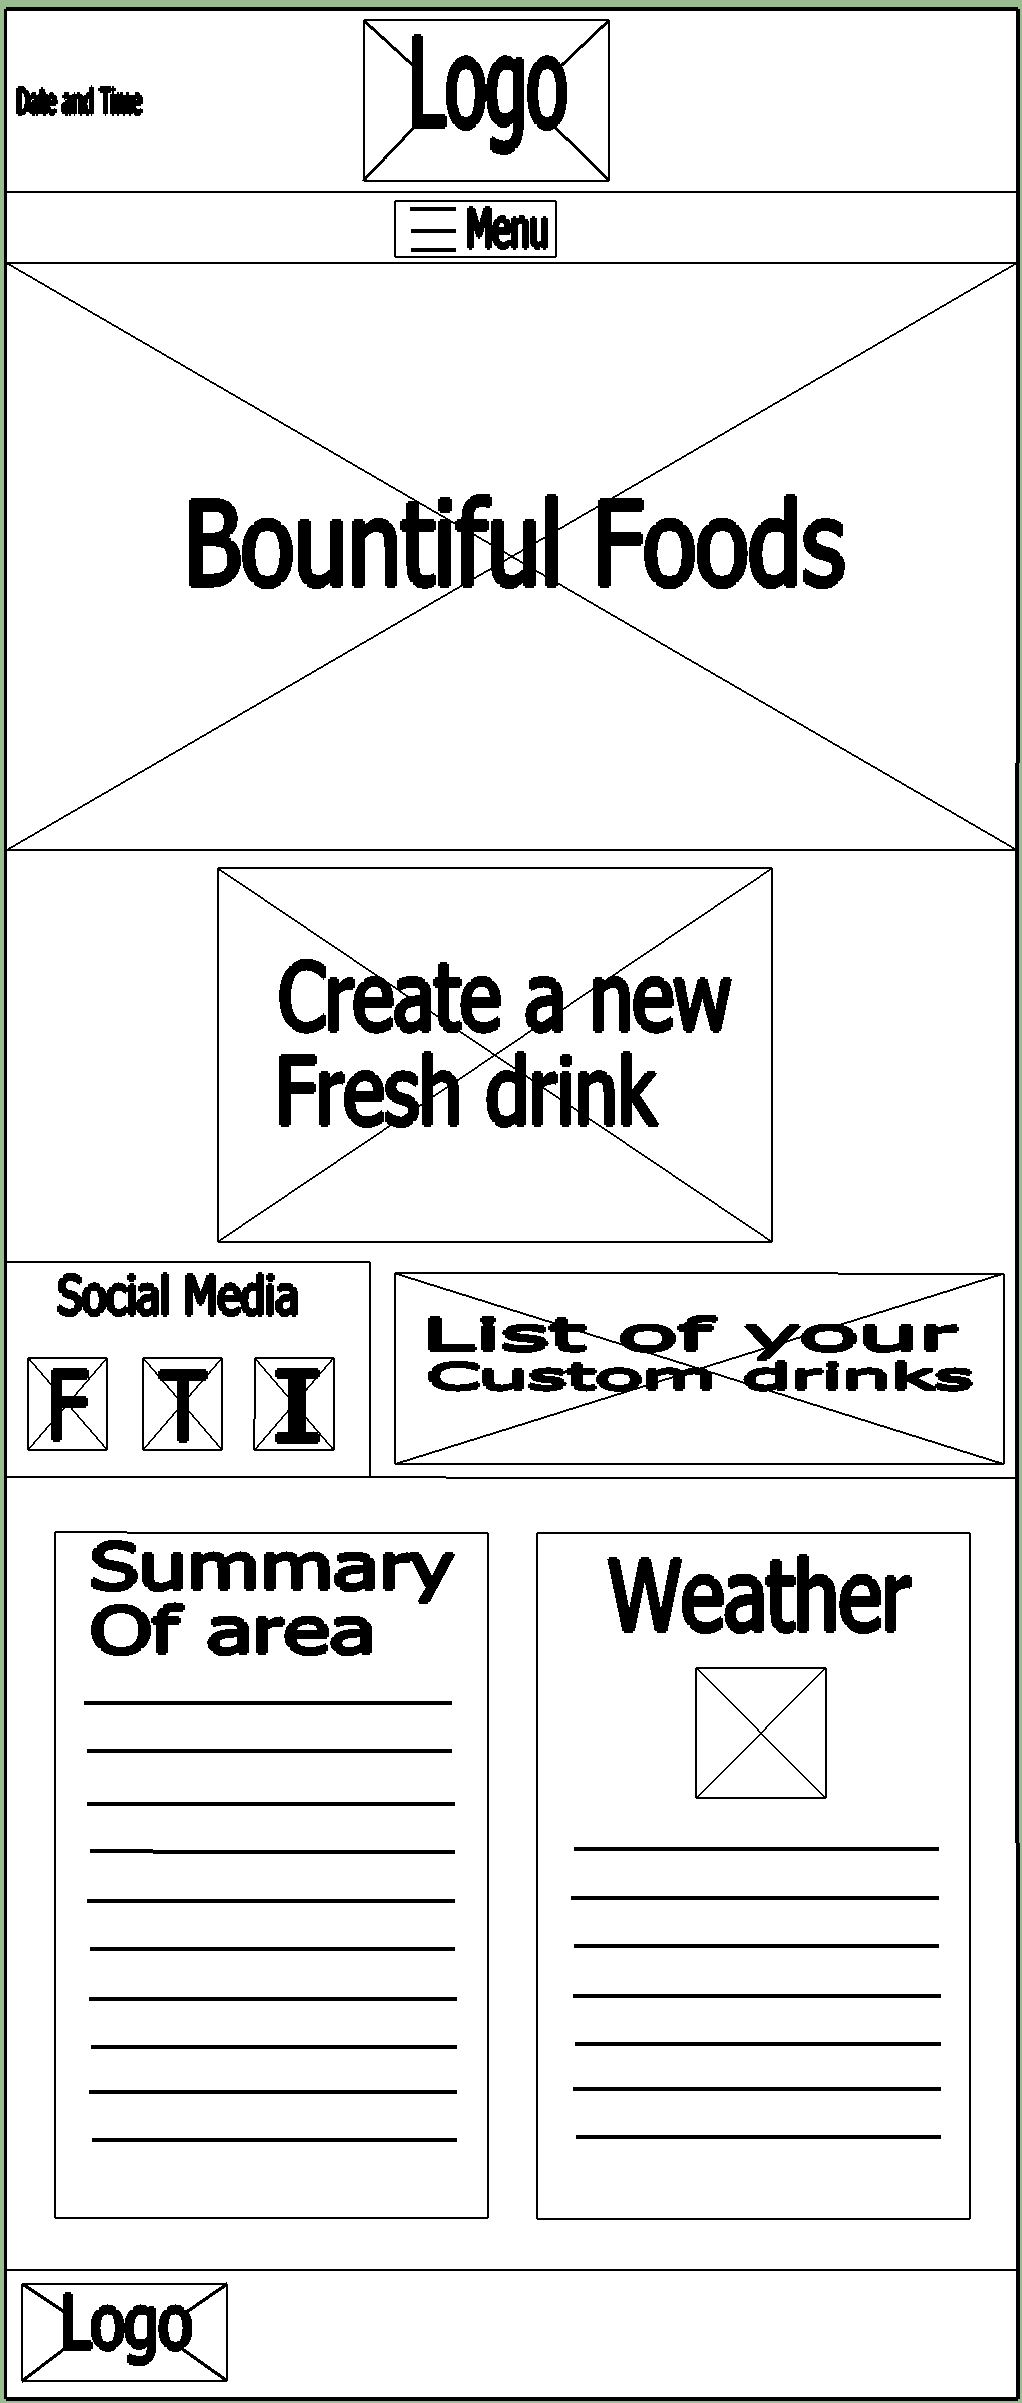 Date and Time
Logo
Menu
Bountiful Foods
Create a new
Fresh drink
Social Media
F T I
List of your
Custom drinks
Summary
Of area
Weather
Logo